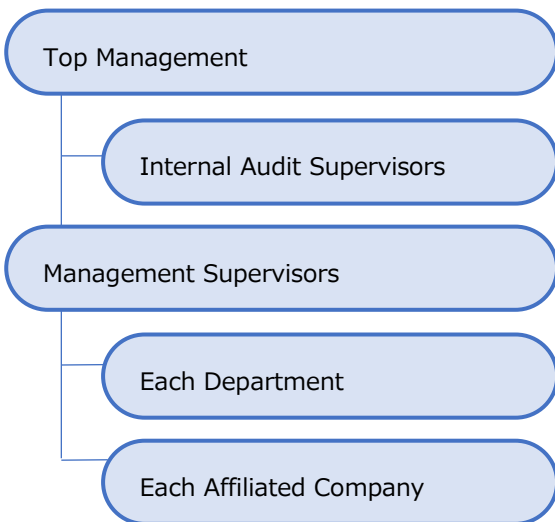 Top Management
Internal Audit Supervisors
Management Supervisors
Each Department
Each Affiliated Company